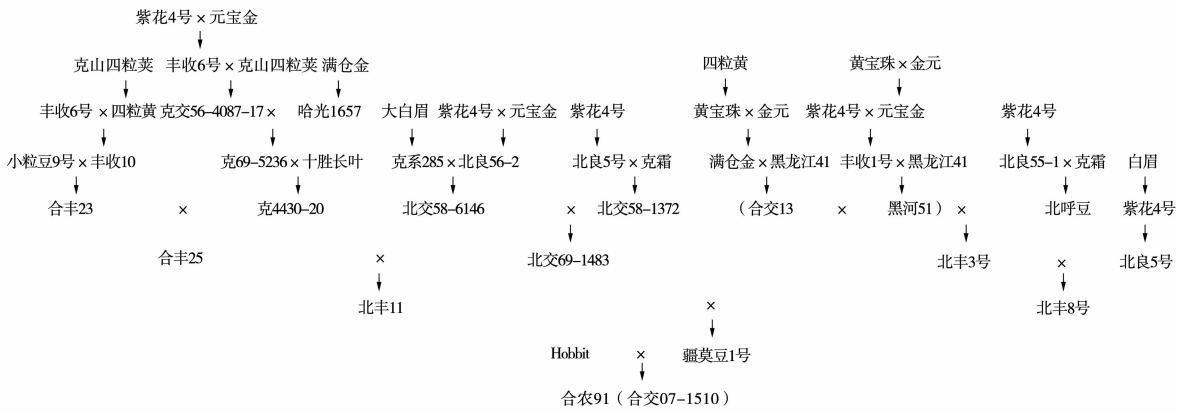 紫花4号×元宝金
克山四粒荚 丰收6号×克山四粒荚 满仓金 四粒黄 黄宝珠×金元
丰收6号×四粒黄 克交56-4087-17× 哈光1657 大白眉 紫花4号×元宝金 紫花4号 黄宝珠×金元 紫花4号×元宝金 紫花4号
小粒豆9号×丰收10 克69-5236×十胜长叶 克系285×北良56-2 北良5号×克霜 满仓金×黑龙江41 丰收1号×黑龙江41 北良55-1×克霜 白眉
合丰23 × 克4430-20 北交58-6146 × 北交58-1372 (合交13 × 黑河51) × 北呼豆 紫花4号
合丰25 × 北交69-1483 北丰3号 × 北良5号
北丰11 × 北丰8号
Hobbit × 疆莫豆1号
合农91(合交07-1510)